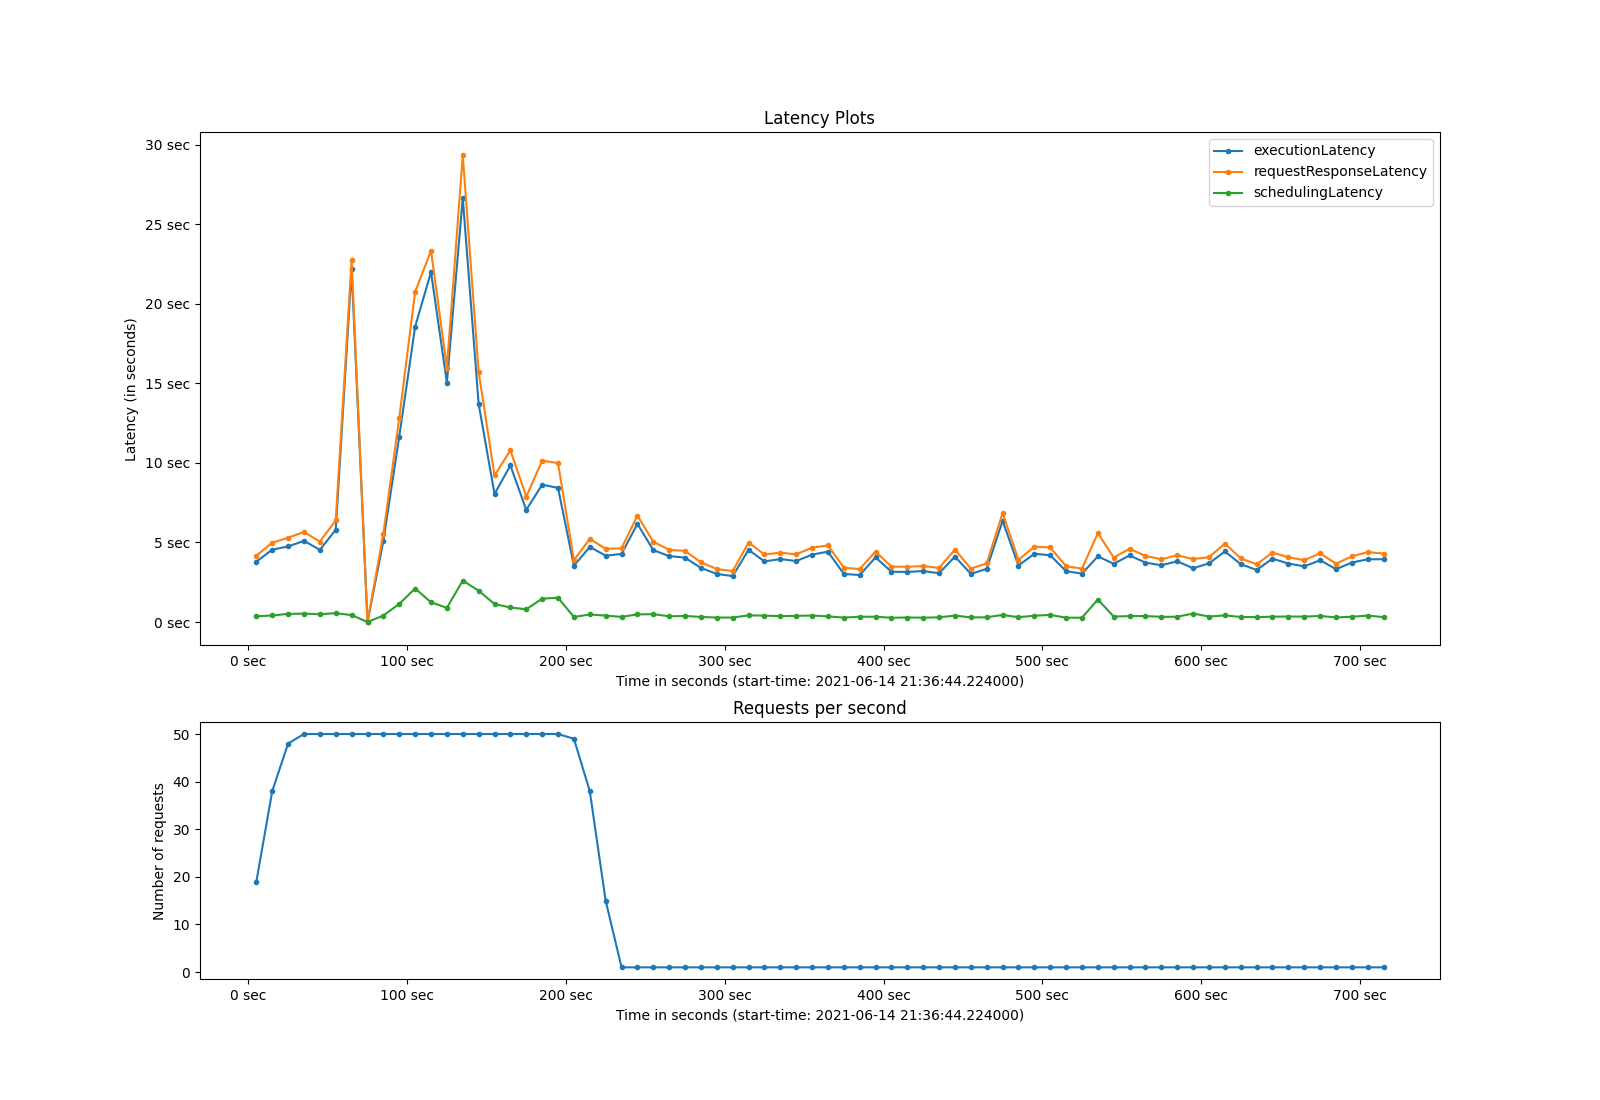 Latency Plots
30 sec
25 sec
20 sec
15 sec
10 sec
5 sec
0 sec
Latency (in seconds)
executionLatency
requestResponseLatency
schedulingLatency
0 sec 100 sec 200 sec 300 sec 400 sec 500 sec 600 sec 700 sec
Time in seconds (start-time: 2021-06-14 21:36:44.224000)
Requests per second
50
40
30
20
10
0
Number of requests
0 sec 100 sec 200 sec 300 sec 400 sec 500 sec 600 sec 700 sec
Time in seconds (start-time: 2021-06-14 21:36:44.224000)